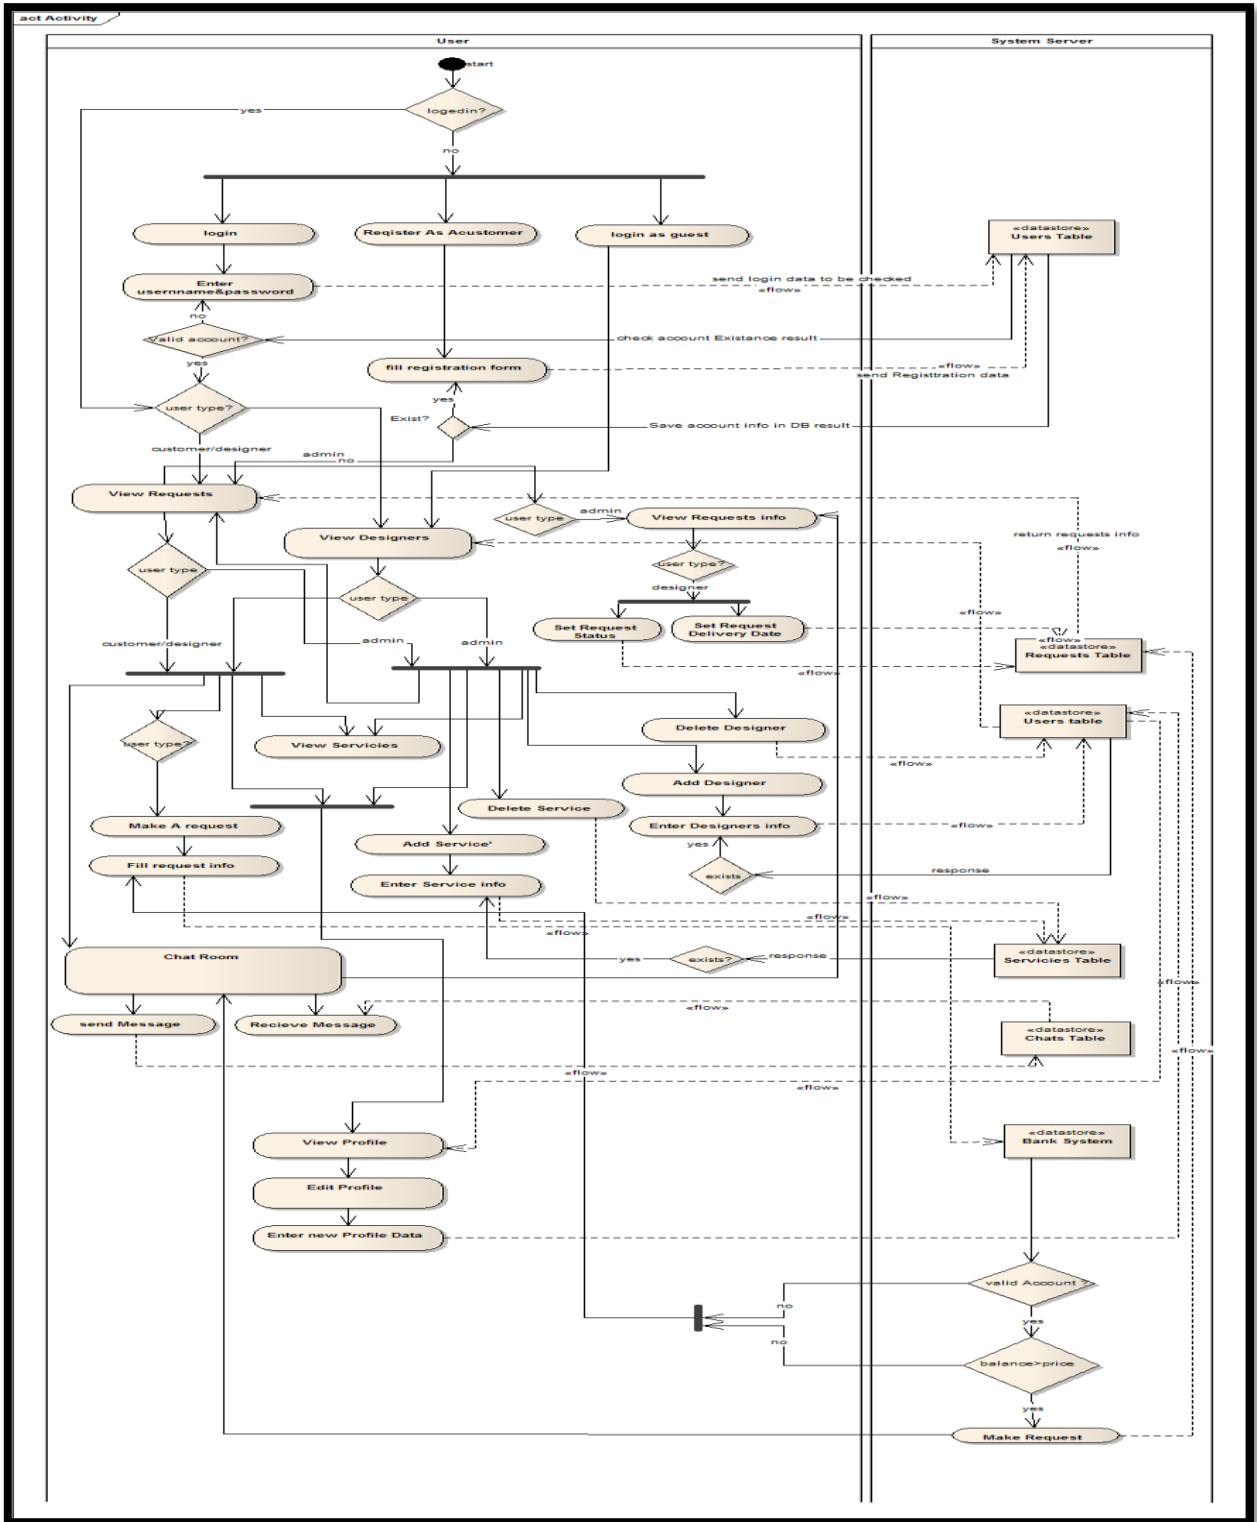 act Activity
User
System Server
start
logedin?
yes
no
login
Register As Acustomer
login as guest
«datastore»
Users Table
Enter
usernname&password
send login data to be checked
«flow»
no
Valid account?
check account Existance result
yes
fill registration form
«flow»
send Registtration data
user type?
yes
Exist?
Save account info in DB result
customer/designer
admin
no
View Requests
user type
admin
View Requests info
View Designers
return requests info
«flow»
user type
user type
user type?
designer
«flow»
Set Request
Status
Set Request
Delivery Date
customer/designer
admin
admin
«flow»
«datastore»
Requests Table
«flow»
«datastore»
Users table
Delete Designer
user type?
View Servicies
«flow»
Add Designer
Delete Service
Make A request
Enter Designers info
«flow»
Add Service'
yes
Fill request info
exists
response
Enter Service info
«flow»
«flow»
«flow»
Chat Room
yes
exists?
response
«datastore»
Servicies Table
«flow»
«flow»
send Message
Recieve Message
«datastore»
Chats Table
«flow»
«flow»
«flow»
View Profile
«datastore»
Bank System
Edit Profile
Enter new Profile Data
valid Account ?
no
yes
no
balance>price
yes
Make Request